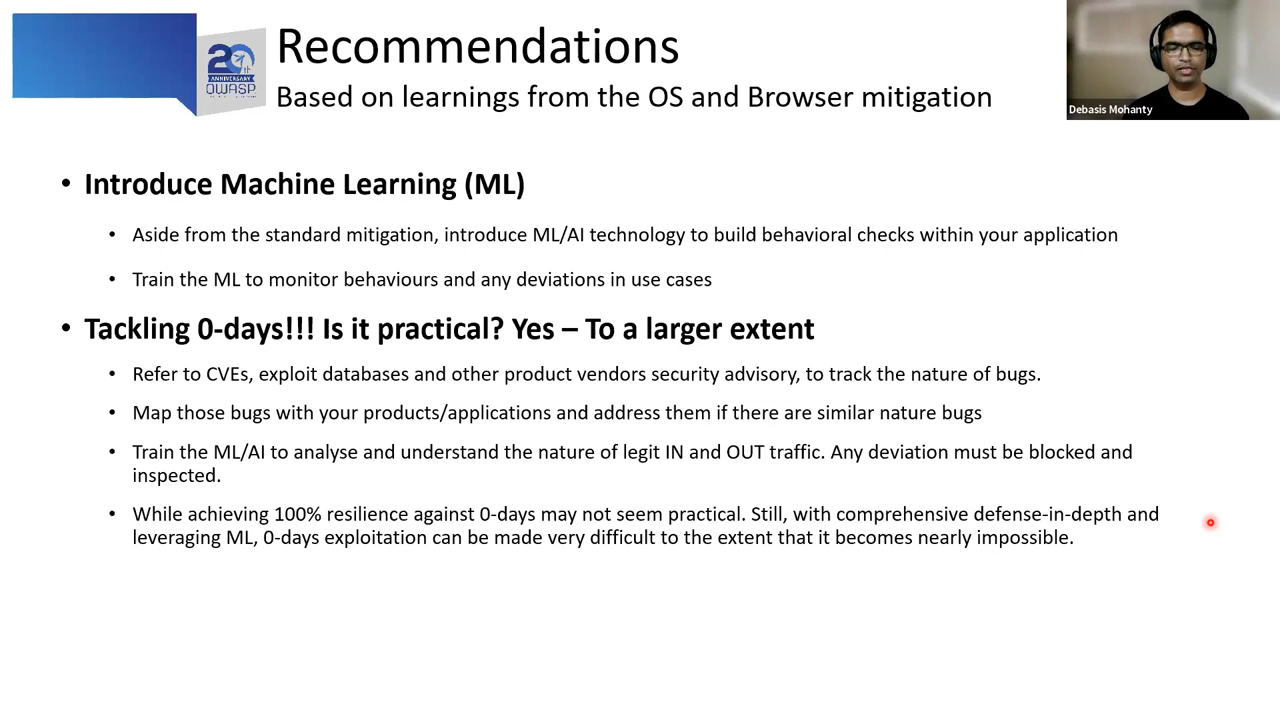 Recommendations
Based on learnings from the OS and Browser mitigation
20
ANNIVERSARY
OWASP
Debasis Mohanty
• Introduce Machine Learning (ML)
• Aside from the standard mitigation, introduce ML/AI technology to build behavioral checks within your application
• Train the ML to monitor behaviours and any deviations in use cases
• Tackling 0-days!!! Is it practical? Yes – To a larger extent
• Refer to CVEs, exploit databases and other product vendors security advisory, to track the nature of bugs.
• Map those bugs with your products/applications and address them if there are similar nature bugs
• Train the ML/AI to analyse and understand the nature of legit IN and OUT traffic. Any deviation must be blocked and
inspected.
• While achieving 100% resilience against 0-days may not seem practical. Still, with comprehensive defense-in-depth and
leveraging ML, 0-days exploitation can be made very difficult to the extent that it becomes nearly impossible.